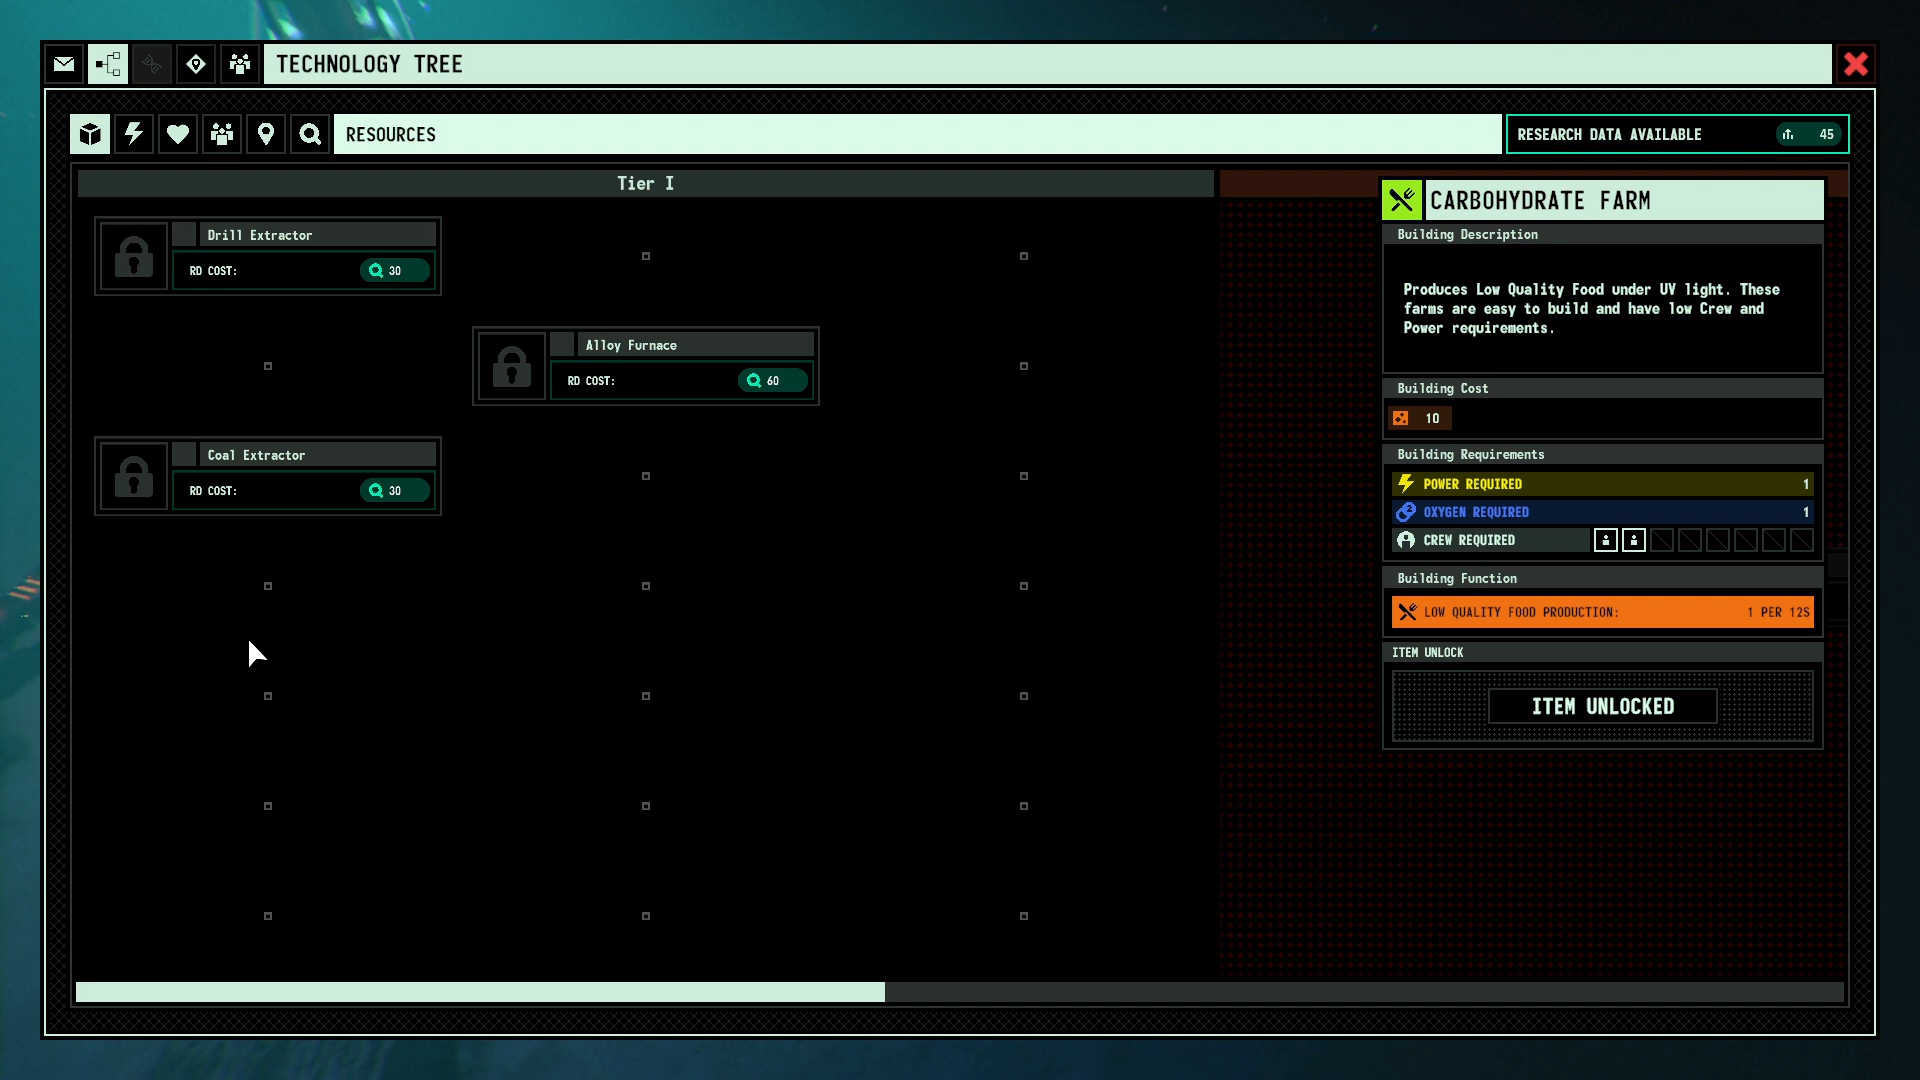 TECHNOLOGY TREE
RESOURCES
RESEARCH DATA AVAILABLE 45
Tier I
Drill Extractor
RD COST: 30
Alloy Furnace
RD COST: 60
Coal Extractor
RD COST: 30
CARBOHYDRATE FARM
Building Description
Produces Low Quality Food under UV light. These
farms are easy to build and have low Crew and
Power requirements.
Building Cost
10
Building Requirements
POWER REQUIRED 1
OXYGEN REQUIRED 1
CREW REQUIRED
Building Function
LOW QUALITY FOOD PRODUCTION: 1 PER 12S
ITEM UNLOCK
ITEM UNLOCKED